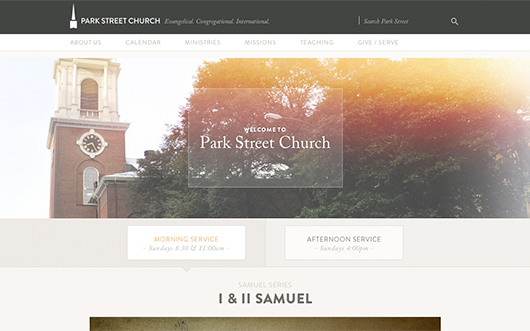 PARK STREET CHURCH Evangelical. Congregational. International. Search Park Street
ABOUT US CALENDAR MINISTRIES MISSIONS TEACHING GIVE / SERVE
WELCOME TO
Park Street Church
MORNING SERVICE
~ Sundays 8:30 & 11:00am ~
AFTERNOON SERVICE
~ Sundays 4:00pm ~
SAMUEL SERIES
I & II SAMUEL